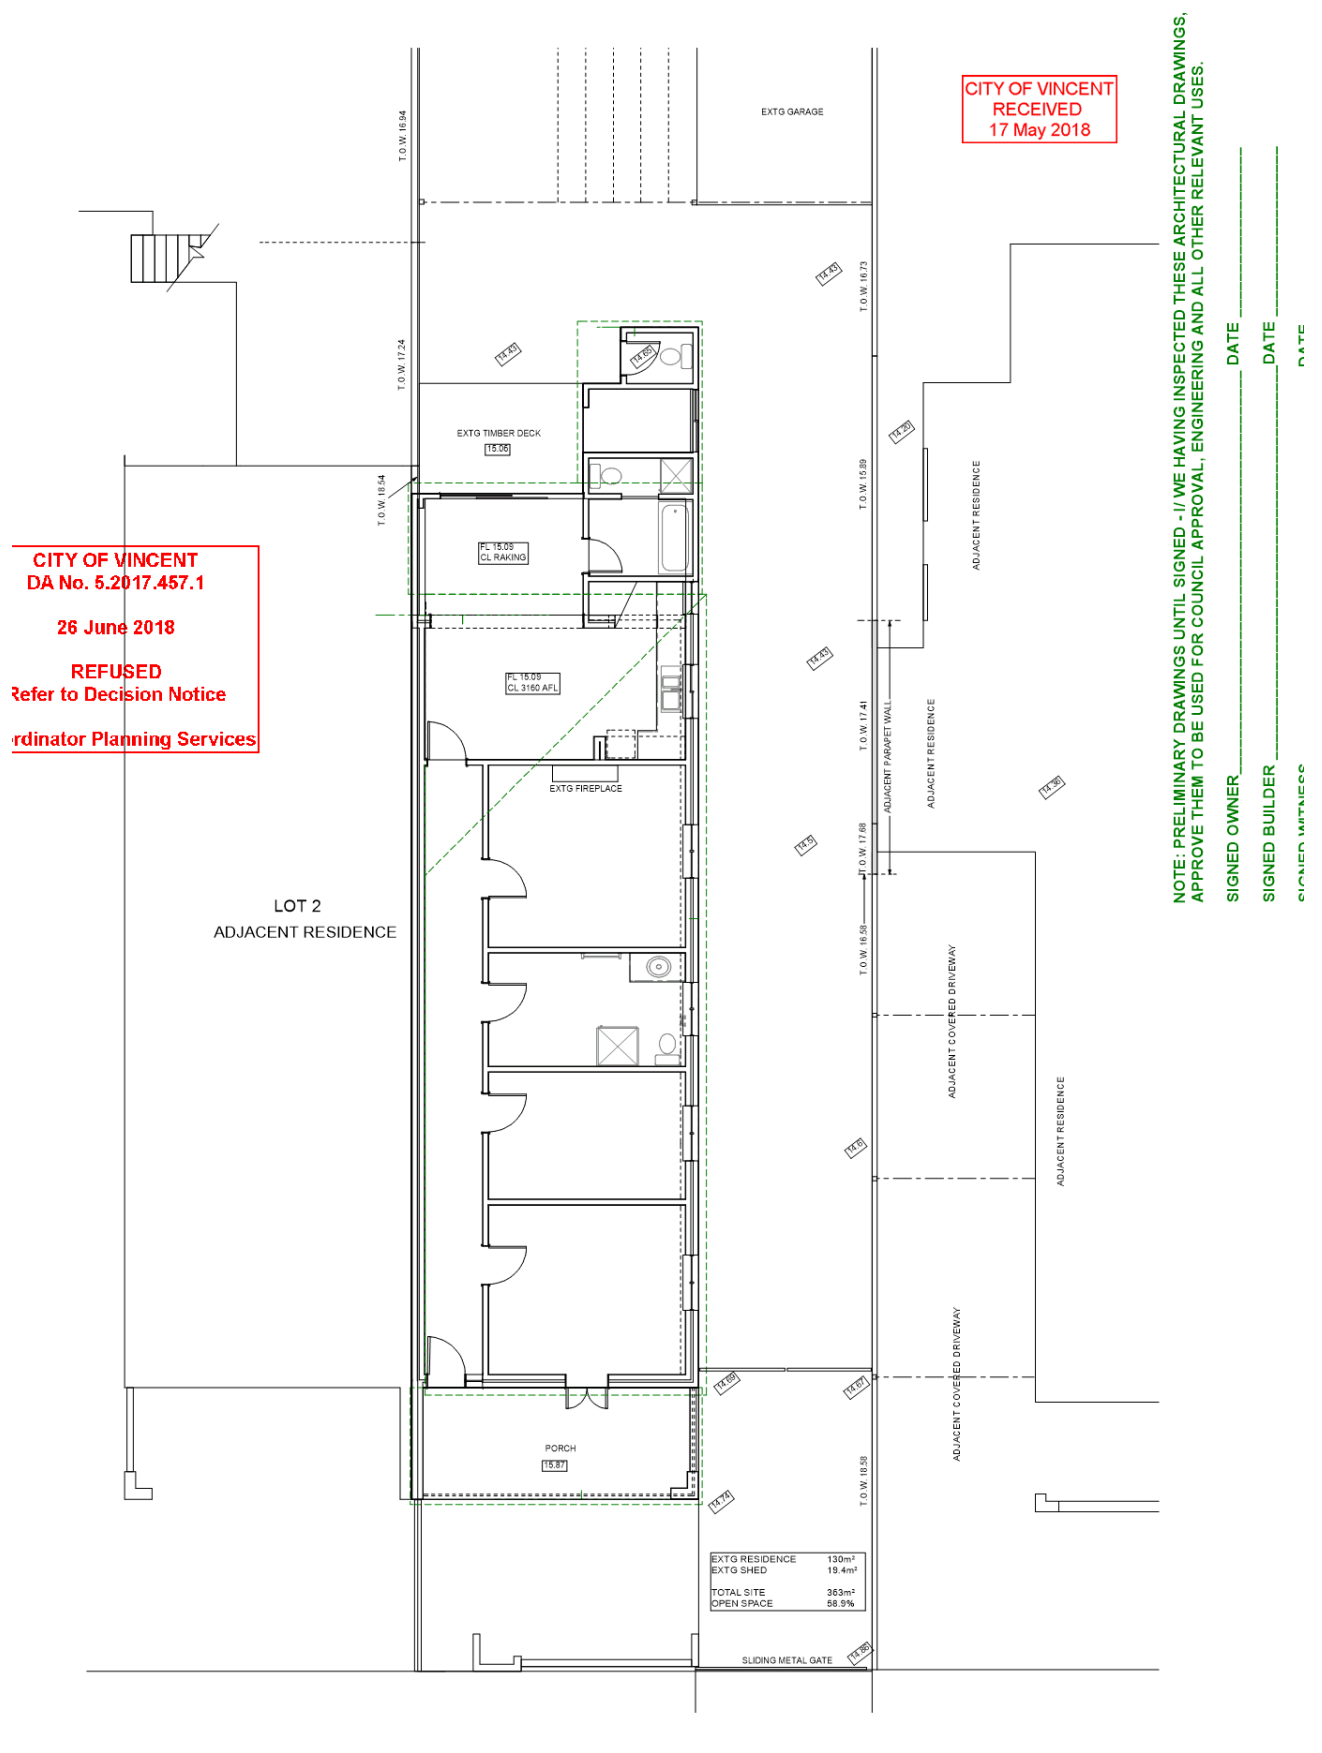 EXTG GARAGE
CITY OF VINCENT
RECEIVED
17 May 2018
NOTE: PRELIMINARY DRAWINGS UNTIL SIGNED - I/ WE HAVING INSPECTED THESE ARCHITECTURAL DRAWINGS,
APPROVE THEM TO BE USED FOR COUNCIL APPROVAL, ENGINEERING AND ALL OTHER RELEVANT USES.
SIGNED OWNER DATE
SIGNED BUILDER DATE
SIGNED WITNESS DATE
T.O.W. 16.94
T.O.W. 17.24
T.O.W. 18.54
14.43
14.43
T.O.W. 16.73
14.65
EXTG TIMBER DECK
15.06
14.20
T.O.W. 15.89
ADJACENT RESIDENCE
FL 15.09
CL RAKING
CITY OF VINCENT
DA No. 5.2017.457.1
26 June 2018
REFUSED
Refer to Decision Notice
rdinator Planning Services
FL 15.09
CL 3160 AFL
14.43
T.O.W. 17.41
ADJACENT PARAPET WALL
ADJACENT RESIDENCE
14.36
EXTG FIREPLACE
14.5
T.O.W. 17.68
LOT 2
ADJACENT RESIDENCE
T.O.W. 16.58
ADJACENT COVERED DRIVEWAY
14.6
ADJACENT RESIDENCE
ADJACENT COVERED DRIVEWAY
14.69
14.67
PORCH
15.87
T.O.W. 18.58
14.74
EXTG RESIDENCE 130m²
EXTG SHED 19.4m²
TOTAL SITE 363m²
OPEN SPACE 58.9%
SLIDING METAL GATE
14.86